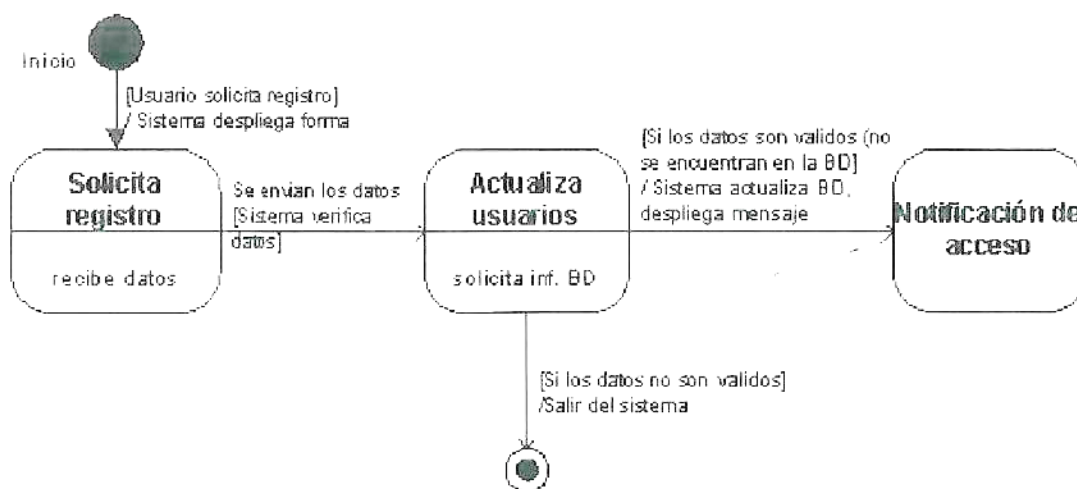 Inicio
[Usuario solicita registro]
/ Sistema despliega forma
Solicita
registro
recibe datos
Se envian los datos
[Sistema verifica
datos]
Actualiza
usuarios
solicita inf. BD
[Si los datos son validos (no
se encuentran en la BD]
/ Sistema actualiza BD,
despliega mensaje
Notificación de
acceso
[Si los datos no son validos]
/Salir del sistema